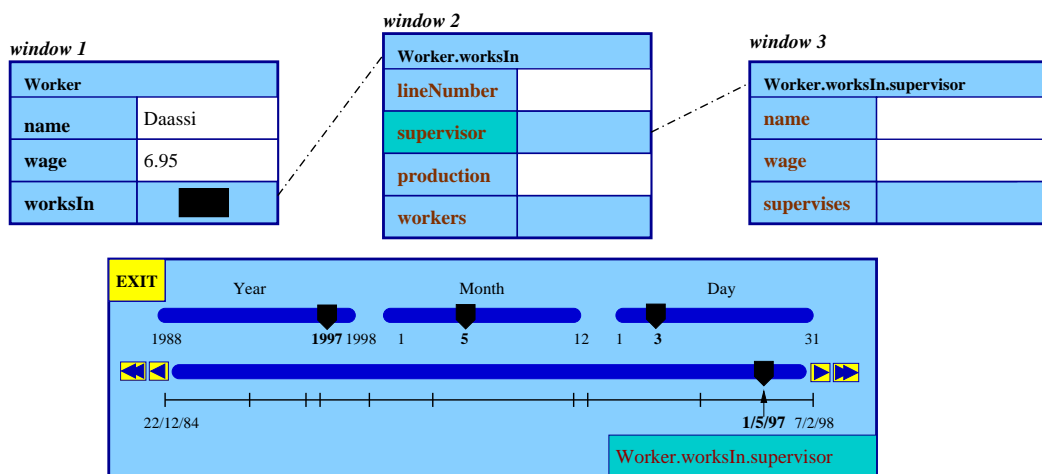 window 1
Worker
name Daassi
wage 6.95
worksIn
window 2
Worker.worksIn
lineNumber
supervisor
production
workers
window 3
Worker.worksIn.supervisor
name
wage
supervises
EXIT
Year Month Day
1988 1997 1998 1 5 12 1 3 31
22/12/84 1/5/97 7/2/98
Worker.worksIn.supervisor